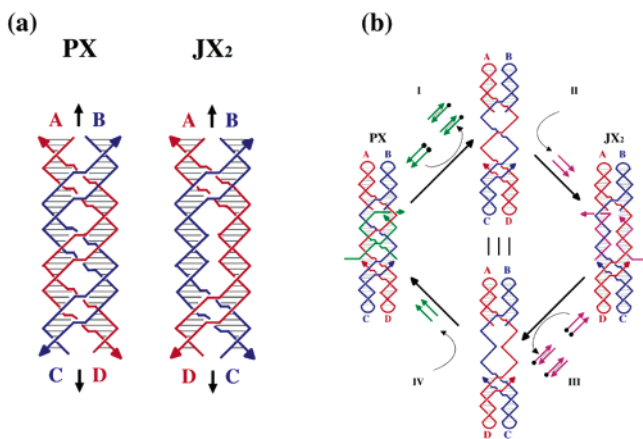 (a)
PX JX₂
A B A B
C D D C
(b)
A B
I II
PX JX₂
A B A B
C D
C D D C
A B
IV III
C D